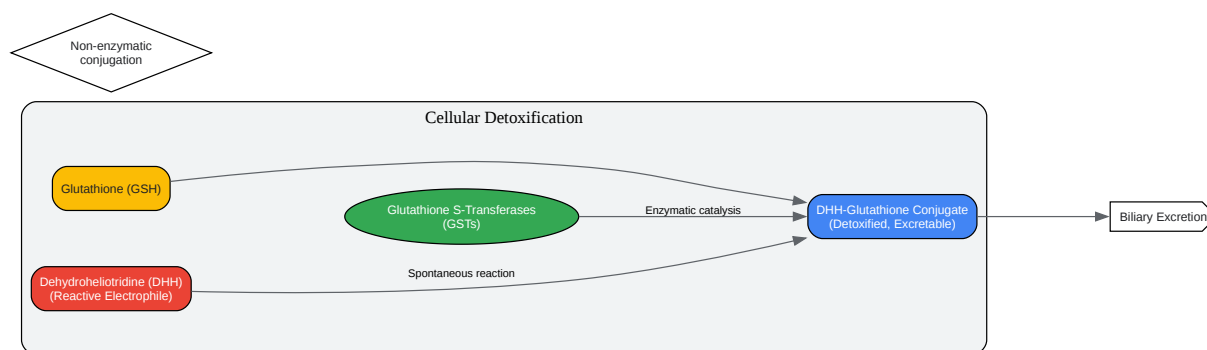 Non-enzymatic
conjugation
Cellular Detoxification
Glutathione (GSH)
Glutathione S-Transferases
(GSTs)
Enzymatic catalysis
DHH-Glutathione Conjugate
(Detoxified, Excretable)
Biliary Excretion
Dehydroheliotridine (DHH)
(Reactive Electrophile)
Spontaneous reaction